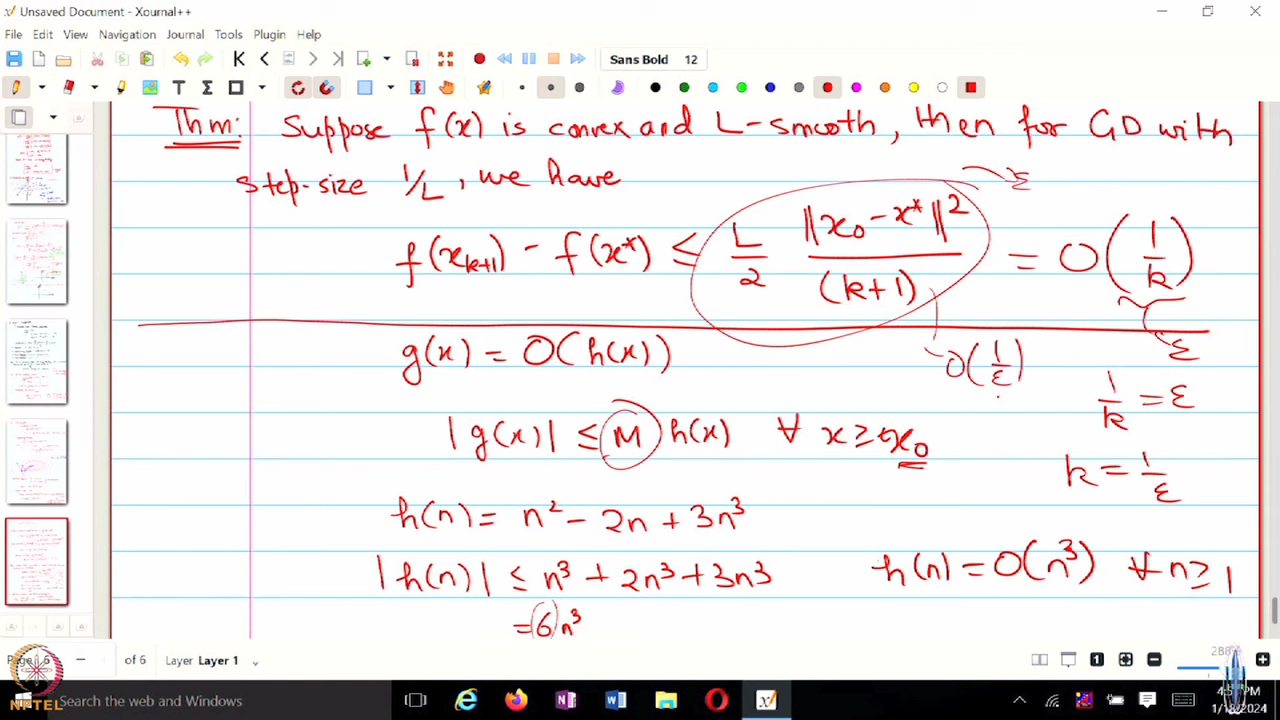 Unsaved Document - Xournal++
File Edit View Navigation Journal Tools Plugin Help
Sans Bold 12
Thm: Suppose f(x) is convex and L-smooth, then for GD with
step-size 1/L, we have
ε
f(x_{k+1}) - f(x*) ≤ L/2 ‖x_0 - x*‖^2/(k+1) = O(1/k)
g(x) = O(h(x))
O(1/ε)
ε
1/k = ε
|g(x)| ≤ M h(x) ∀ x ≥ x_0
k = 1/ε
h(n) = n^2 - 2n + 3n^3
|h(n)| ≤ n^3 + 2n^3 + 3n^3 h(n) = O(n^3) ∀ n ≥ 1
= 6n^3
of 6 Layer Layer 1
NPTEL
Search the web and Windows
1/18/2024